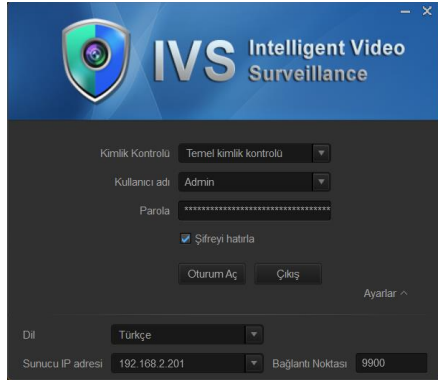 IVS Intelligent Video
Surveillance
Kimlik Kontrolü Temel kimlik kontrolü
Kullanıcı adı Admin
Parola **********************************
Şifreyi hatırla
Oturum Aç Çıkış
Ayarlar
Dil Türkçe
Sunucu IP adresi 192.168.2.201 Bağlantı Noktası 9900